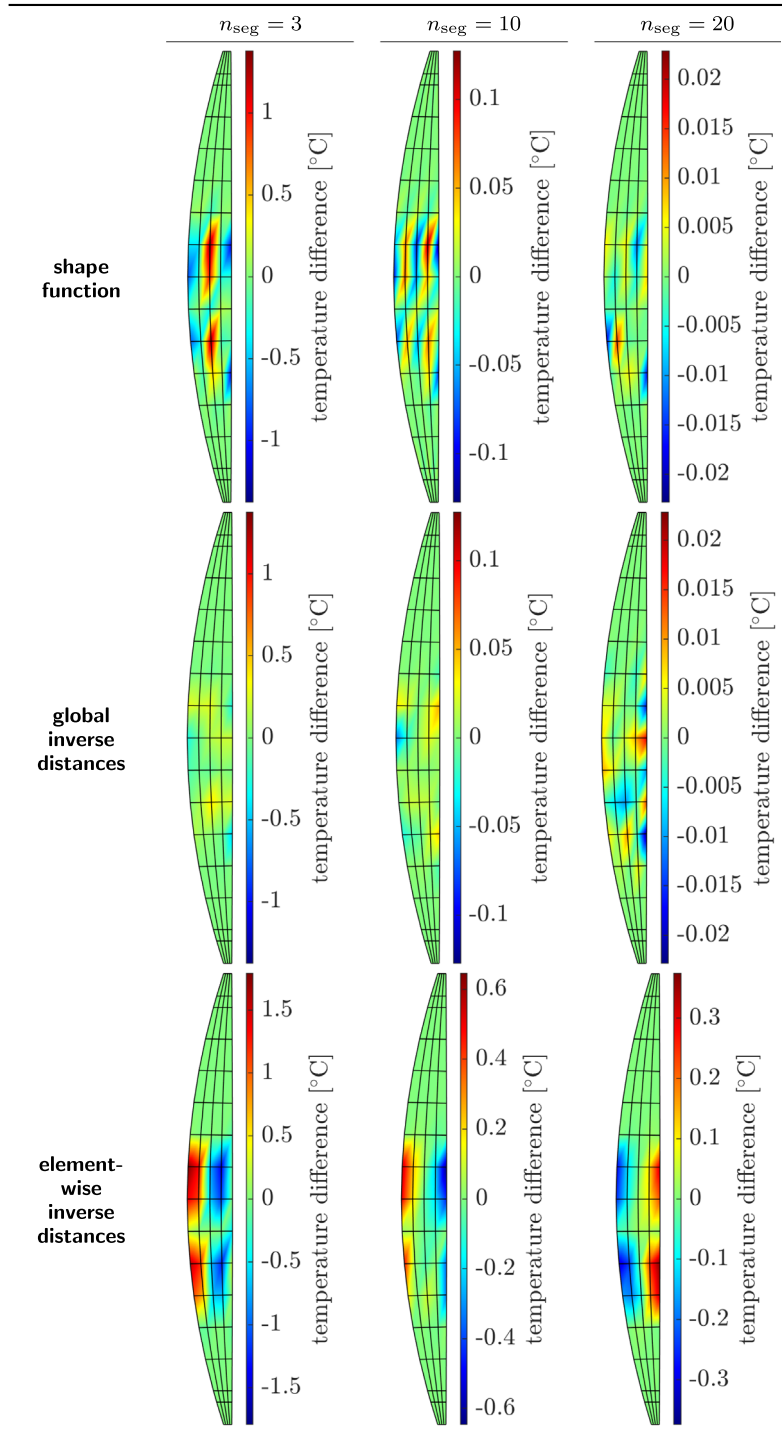 n_seg = 3
n_seg = 10
n_seg = 20
shape
function
1
0.5
0
-0.5
-1
temperature difference [°C]
0.1
0.05
0
-0.05
-0.1
temperature difference [°C]
0.02
0.015
0.01
0.005
0
-0.005
-0.01
-0.015
-0.02
temperature difference [°C]
global
inverse
distances
1
0.5
0
-0.5
-1
temperature difference [°C]
0.1
0.05
0
-0.05
-0.1
temperature difference [°C]
0.02
0.015
0.01
0.005
0
-0.005
-0.01
-0.015
-0.02
temperature difference [°C]
element-
wise
inverse
distances
1.5
1
0.5
0
-0.5
-1
-1.5
temperature difference [°C]
0.6
0.4
0.2
0
-0.2
-0.4
-0.6
temperature difference [°C]
0.3
0.2
0.1
0
-0.1
-0.2
-0.3
temperature difference [°C]